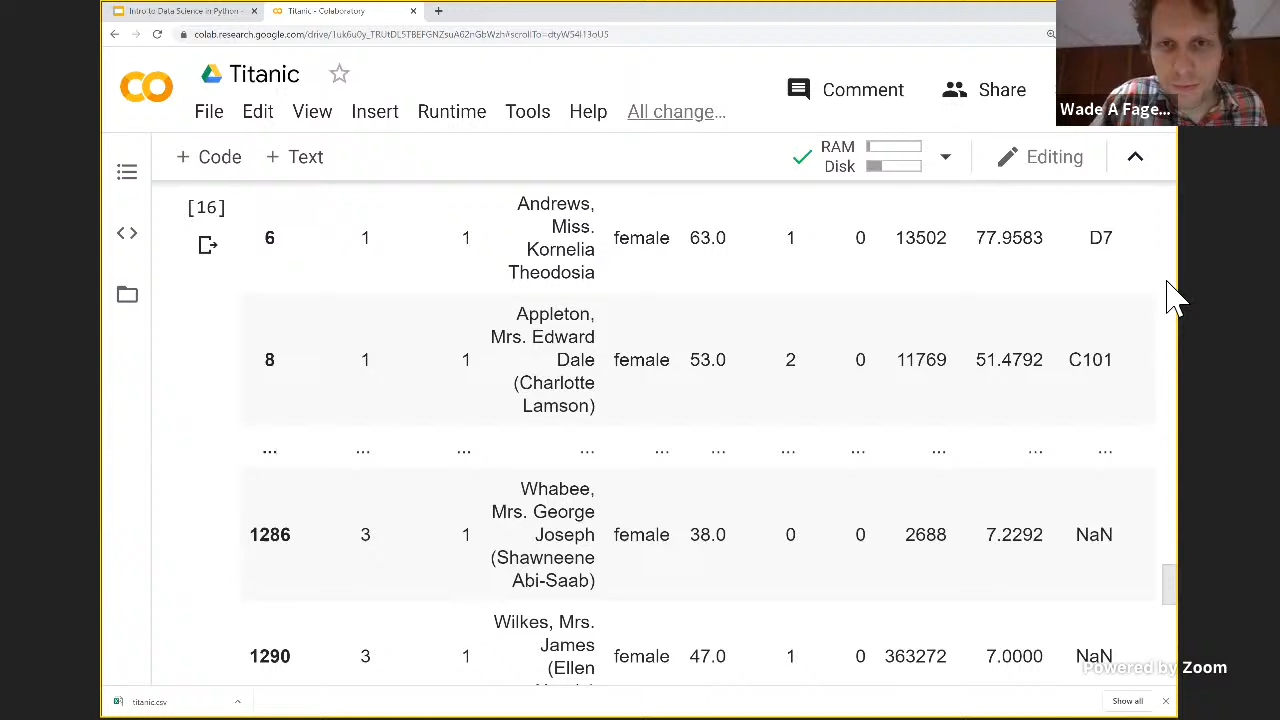 Intro to Data Science in Python -
Titanic - Colaboratory
colab.research.google.com/drive/
Titanic
File Edit View Insert Runtime Tools Help All change...
Comment Share
Wade A Fage...
+ Code + Text
RAM
Disk
Editing
[16]
6 1 1 Andrews, Miss. Kornelia Theodosia female 63.0 1 0 13502 77.9583 D7
8 1 1 Appleton, Mrs. Edward Dale (Charlotte Lamson) female 53.0 2 0 11769 51.4792 C101
... ... ... ... ... ... ... ... ... ... ...
1286 3 1 Whabee, Mrs. George Joseph (Shawneene Abi-Saab) female 38.0 0 0 2688 7.2292 NaN
1290 3 1 Wilkes, Mrs. James (Ellen female 47.0 1 0 363272 7.0000 NaN
Powered by Zoom
titanic.csv
Show all